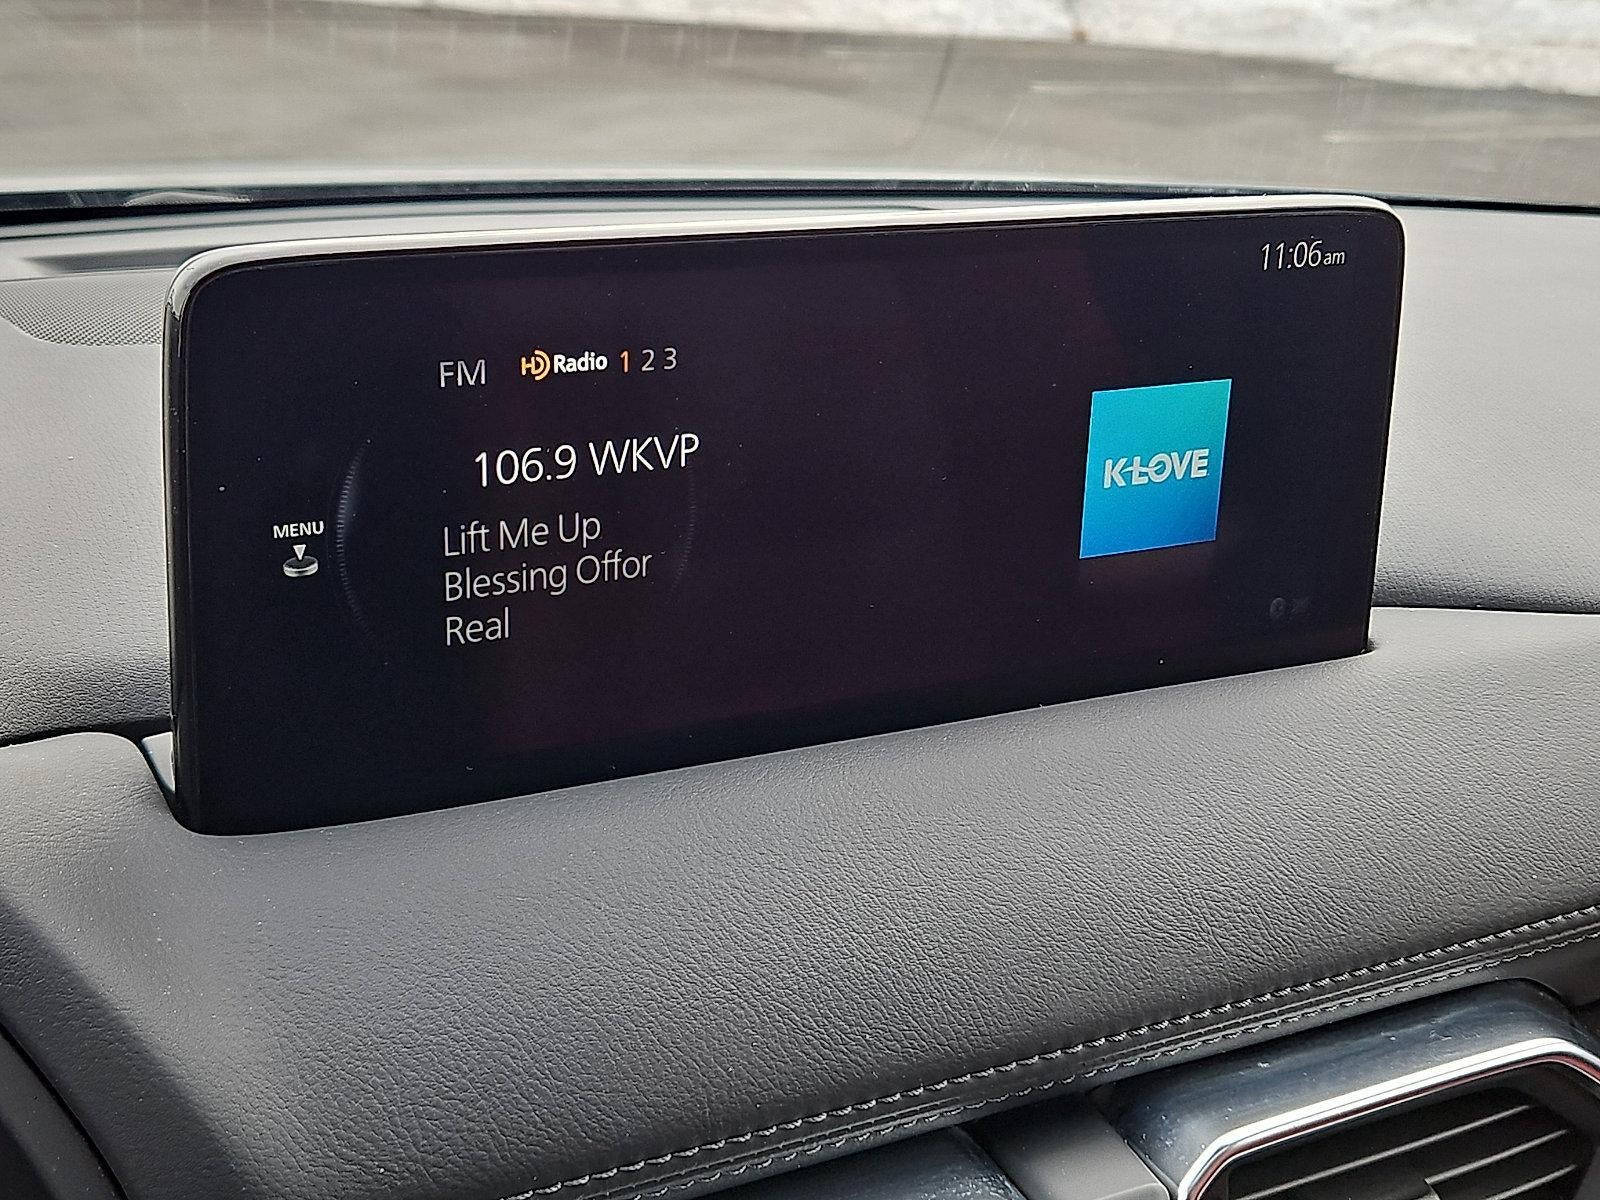 11:06am
FM HD Radio 1 2 3
106.9 WKVP
K-LOVE
MENU
Lift Me Up
Blessing Offor
Real